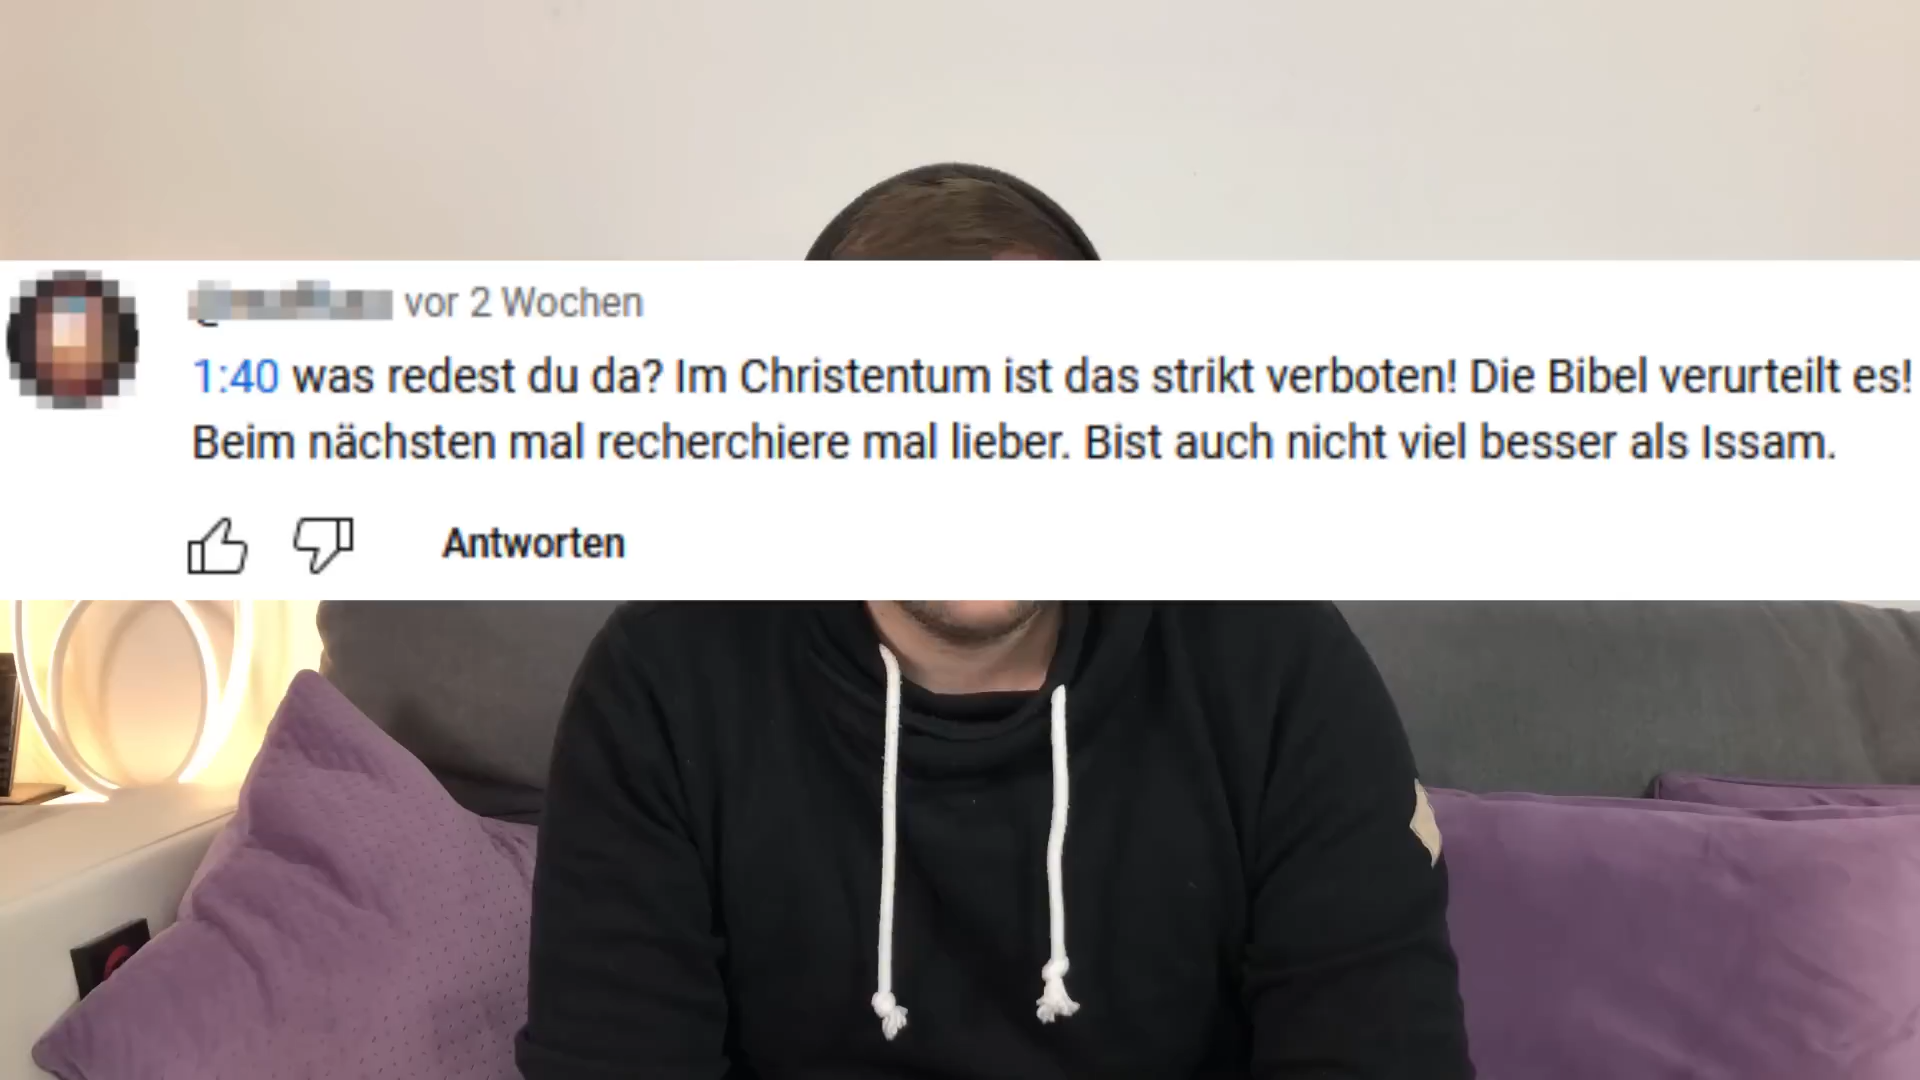 vor 2 Wochen
1:40 was redest du da? Im Christentum ist das strikt verboten! Die Bibel verurteilt es!
Beim nächsten mal recherchiere mal lieber. Bist auch nicht viel besser als Issam.
Antworten